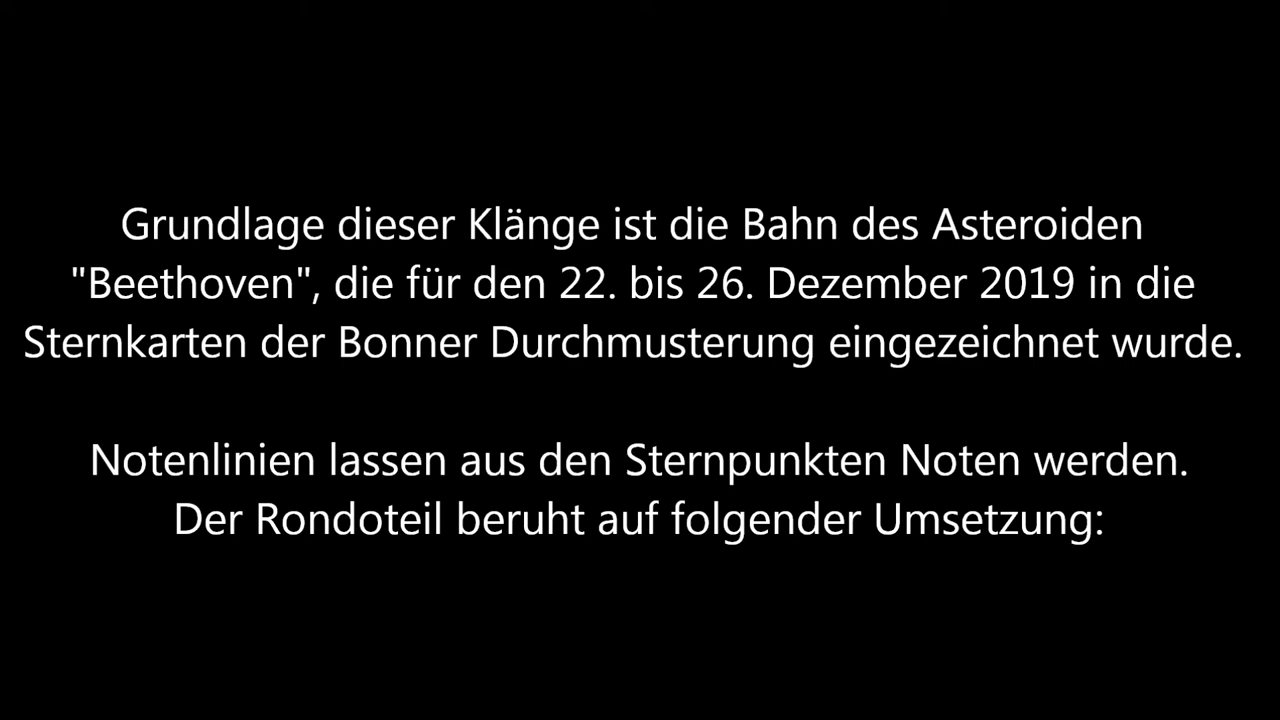 Grundlage dieser Klänge ist die Bahn des Asteroiden
"Beethoven", die für den 22. bis 26. Dezember 2019 in die
Sternkarten der Bonner Durchmusterung eingezeichnet wurde.
Notenlinien lassen aus den Sternpunkten Noten werden.
Der Rondoteil beruht auf folgender Umsetzung: